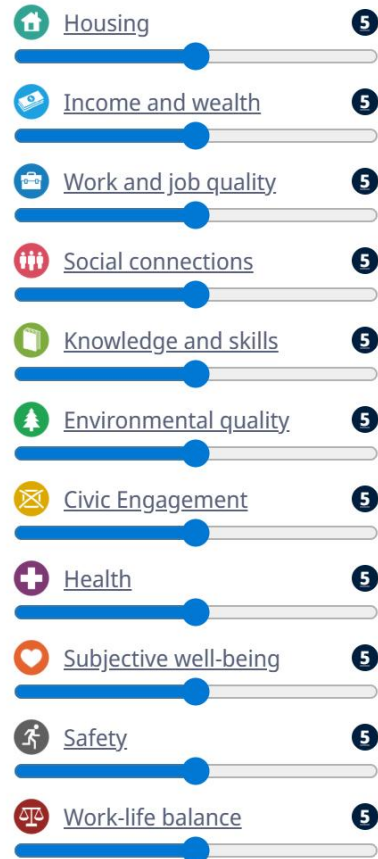 Housing 5
Income and wealth 5
Work and job quality 5
Social connections 5
Knowledge and skills 5
Environmental quality 5
Civic Engagement 5
Health 5
Subjective well-being 5
Safety 5
Work-life balance 5